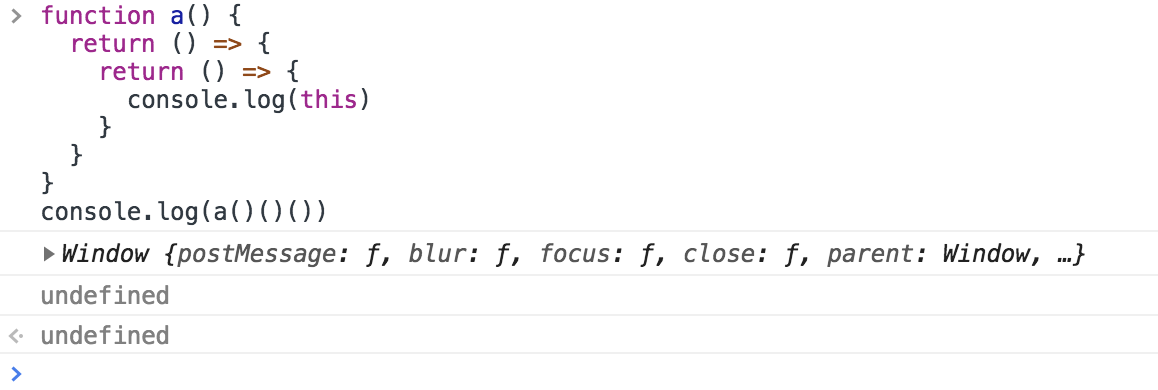 > function a() {
return () => {
return () => {
console.log(this)
}
}
}
console.log(a()()())
▶Window {postMessage: ƒ, blur: ƒ, focus: ƒ, close: ƒ, parent: Window, …}
undefined
undefined